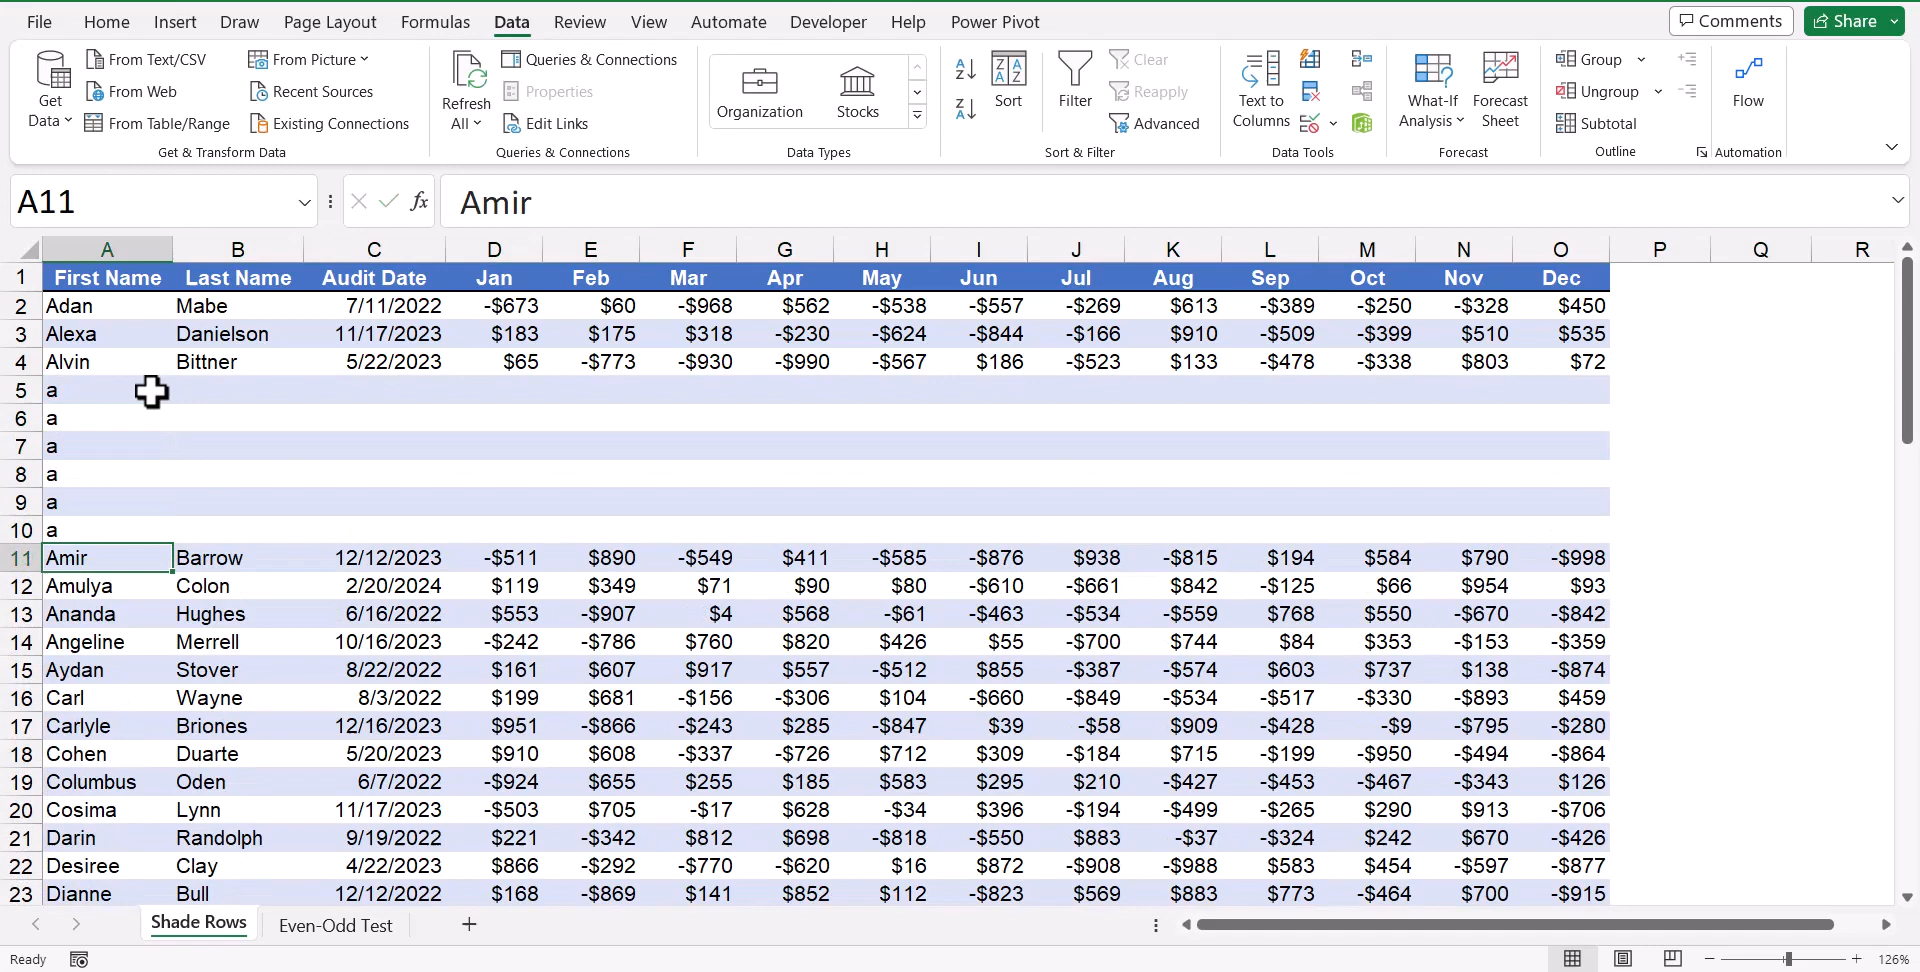 File Home Insert Draw Page Layout Formulas Data Review View Automate Developer Help Power Pivot Comments Share
Get Data
From Text/CSV
From Web
From Table/Range
From Picture
Recent Sources
Existing Connections
Get & Transform Data
Refresh All
Queries & Connections
Properties
Edit Links
Queries & Connections
Organization
Stocks
Data Types
A Z
Z A
Z A A Z
Sort
Filter
Clear
Reapply
Advanced
Sort & Filter
Text to Columns
Data Tools
What-If Analysis
Forecast Sheet
Forecast
Group
Ungroup
Subtotal
Outline
Flow
Automation
A11 fx Amir
A B C D E F G H I J K L M N O P Q R
1 First Name Last Name Audit Date Jan Feb Mar Apr May Jun Jul Aug Sep Oct Nov Dec
2 Adan Mabe 7/11/2022 -$673 $60 -$968 $562 -$538 -$557 -$269 $613 -$389 -$250 -$328 $450
3 Alexa Danielson 11/17/2023 $183 $175 $318 -$230 -$624 -$844 -$166 $910 -$509 -$399 $510 $535
4 Alvin Bittner 5/22/2023 $65 -$773 -$930 -$990 -$567 $186 -$523 $133 -$478 -$338 $803 $72
5 a
6 a
7 a
8 a
9 a
10 a
11 Amir Barrow 12/12/2023 -$511 $890 -$549 $411 -$585 -$876 $938 -$815 $194 $584 $790 -$998
12 Amulya Colon 2/20/2024 $119 $349 $71 $90 $80 -$610 -$661 $842 -$125 $66 $954 $93
13 Ananda Hughes 6/16/2022 $553 -$907 $4 $568 -$61 -$463 -$534 -$559 $768 $550 -$670 -$842
14 Angeline Merrell 10/16/2023 -$242 -$786 $760 $820 $426 $55 -$700 $744 $84 $353 -$153 -$359
15 Aydan Stover 8/22/2022 $161 $607 $917 $557 -$512 $855 -$387 -$574 $603 $737 $138 -$874
16 Carl Wayne 8/3/2022 $199 $681 -$156 -$306 $104 -$660 -$849 -$534 -$517 -$330 -$893 $459
17 Carlyle Briones 12/16/2023 $951 -$866 -$243 $285 -$847 $39 -$58 $909 -$428 -$9 -$795 -$280
18 Cohen Duarte 5/20/2023 $910 $608 -$337 -$726 $712 $309 -$184 $715 -$199 -$950 -$494 -$864
19 Columbus Oden 6/7/2022 -$924 $655 $255 $185 $583 $295 $210 -$427 -$453 -$467 -$343 $126
20 Cosima Lynn 11/17/2023 -$503 $705 -$17 $628 -$34 $396 -$194 -$499 -$265 $290 $913 -$706
21 Darin Randolph 9/19/2022 $221 -$342 $812 $698 -$818 -$550 $883 -$37 -$324 $242 $670 -$426
22 Desiree Clay 4/22/2023 $866 -$292 -$770 -$620 $16 $872 -$908 -$988 $583 $454 -$597 -$877
23 Dianne Bull 12/12/2022 $168 -$869 $141 $852 $112 -$823 $569 $883 $773 -$464 $700 -$915
Shade Rows Even-Odd Test
Ready 126%